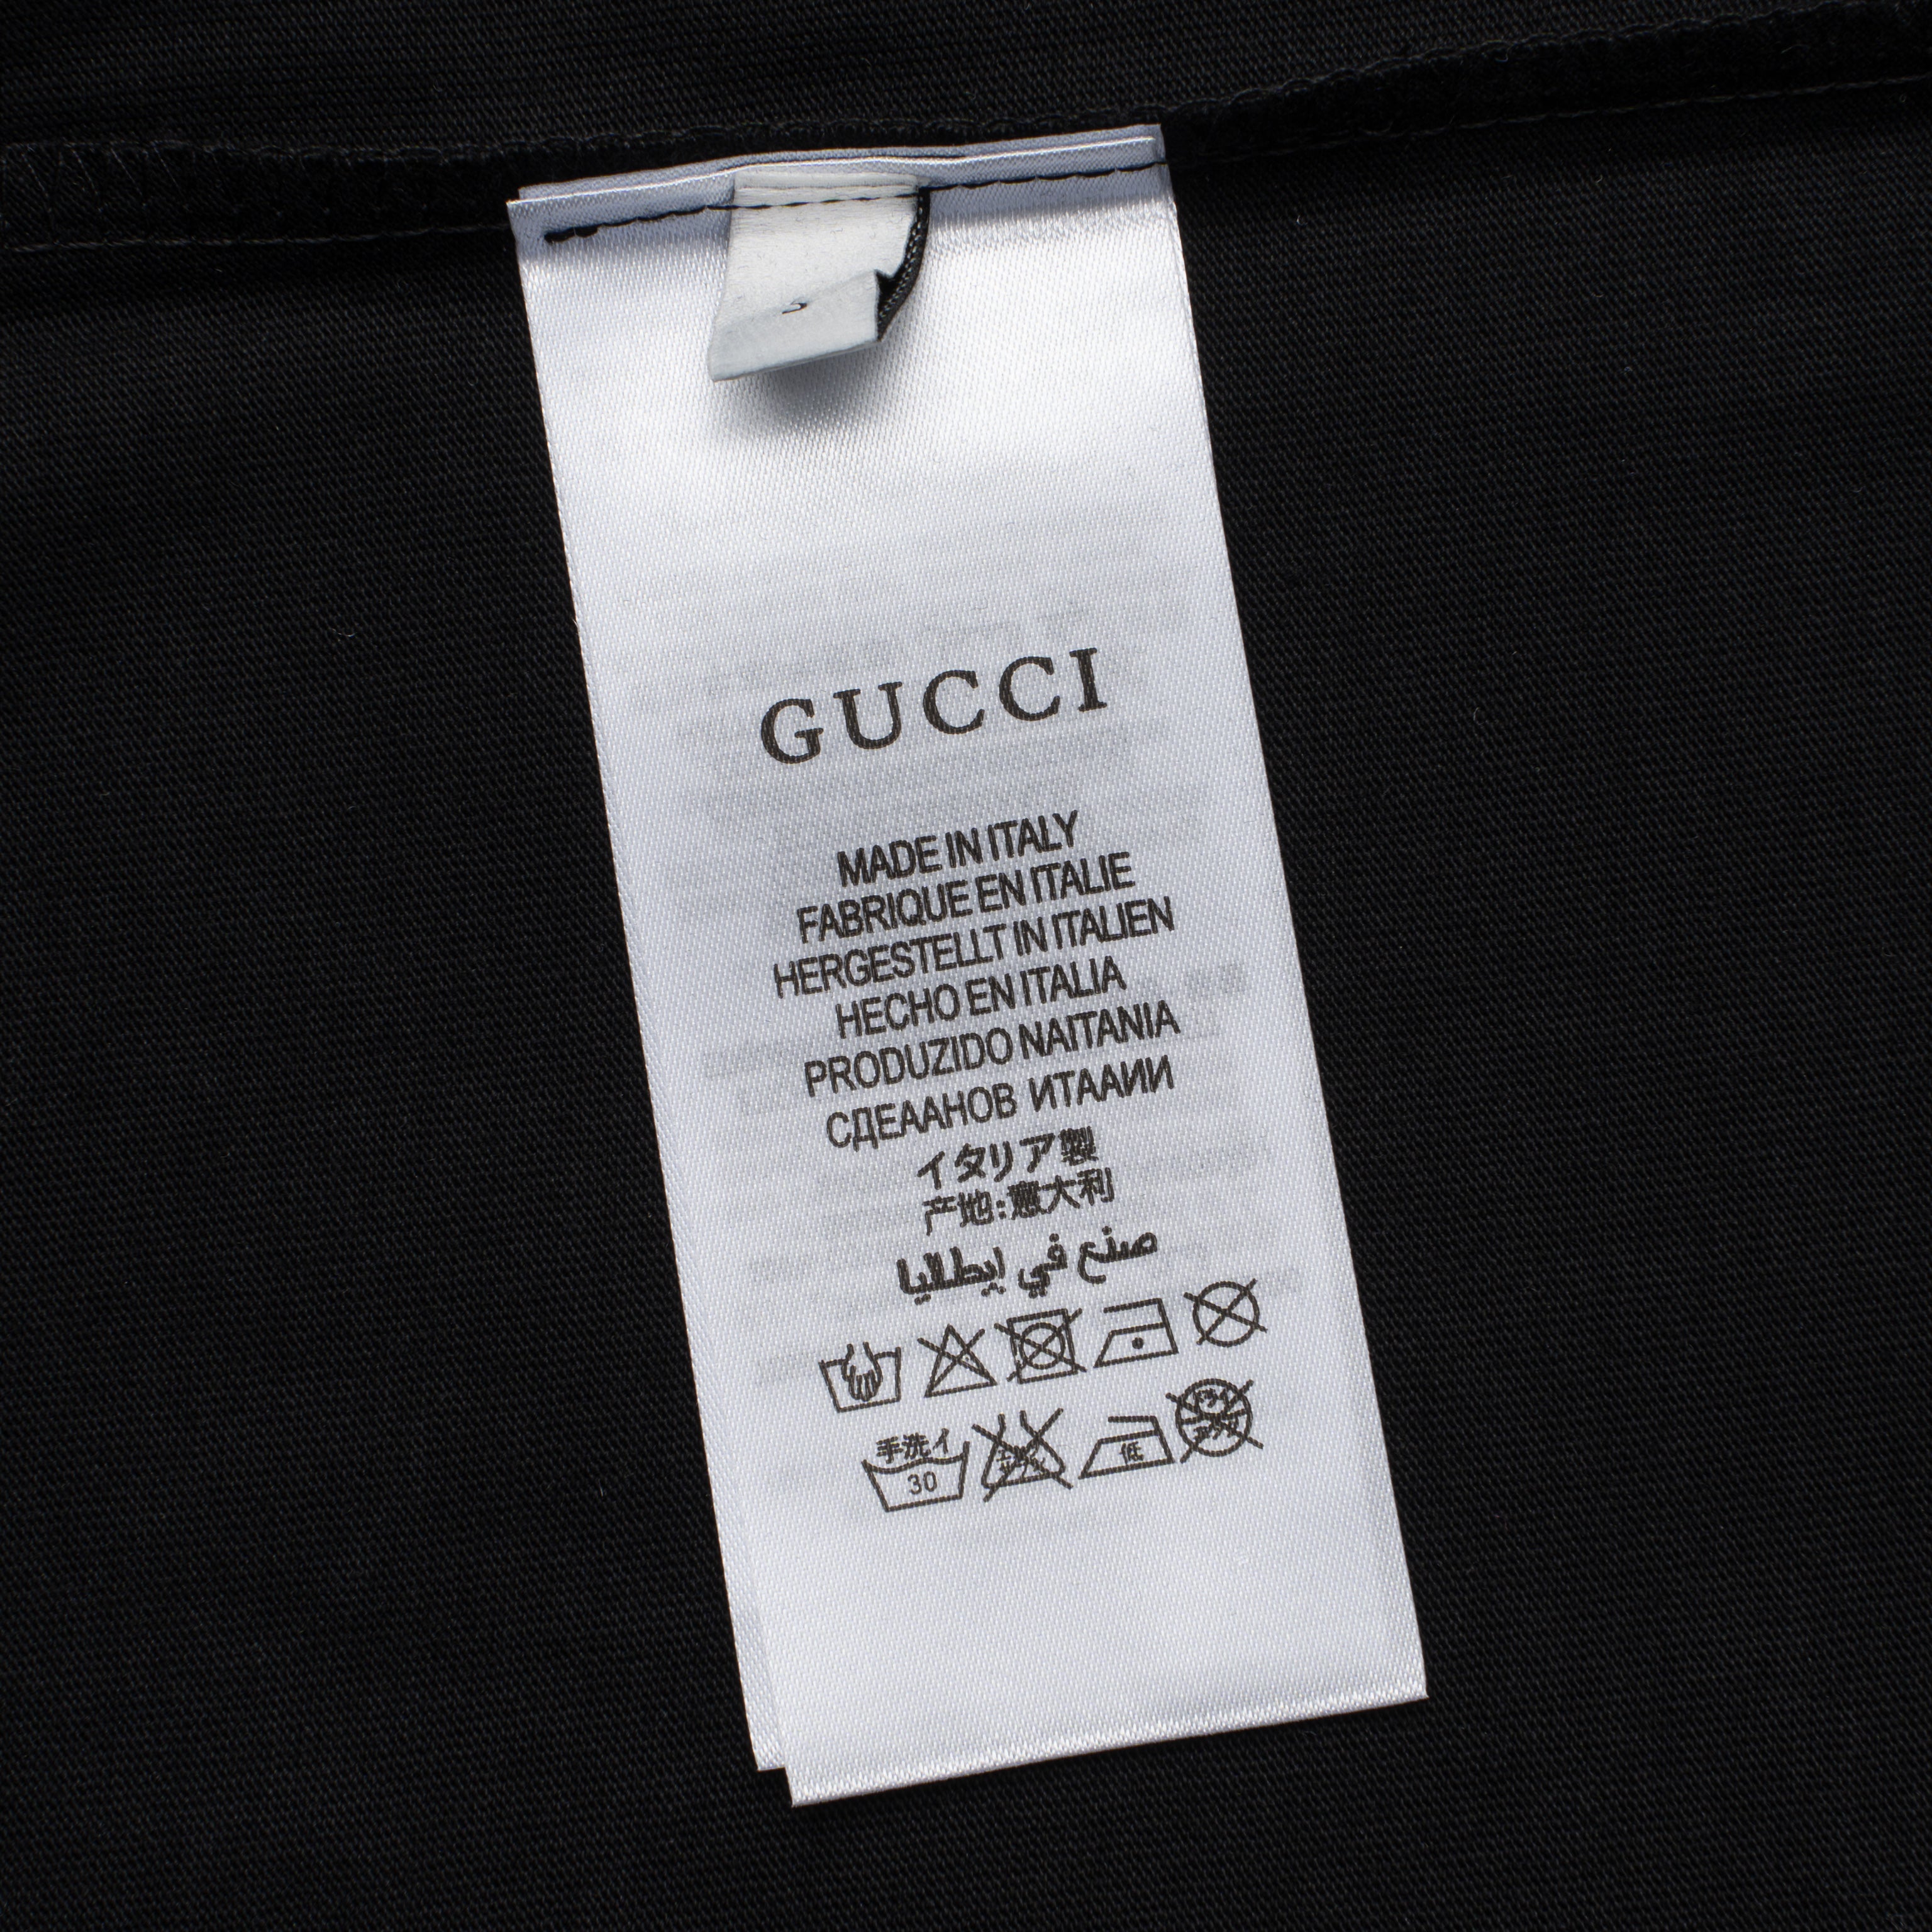 GUCCI
MADE IN ITALY
FABRIQUE EN ITALIE
HERGESTELLT IN ITALIEN
HECHO EN ITALIA
PRODUZIDO NAITANIA
СДЕААНОВ ИТААИИ
イタリア製
产地:意大利
صنع في إيطاليا
手洗イ
30
低